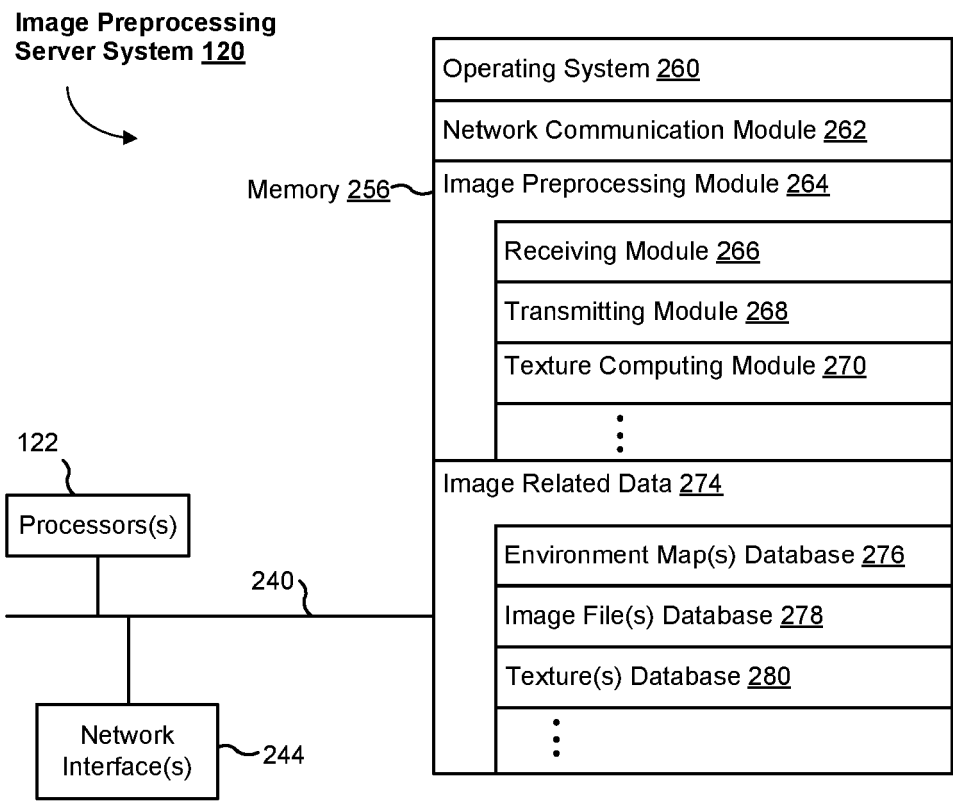 Image Preprocessing
Server System 120
Operating System 260
Network Communication Module 262
Memory 256
Image Preprocessing Module 264
Receiving Module 266
Transmitting Module 268
Texture Computing Module 270
Image Related Data 274
Environment Map(s) Database 276
Image File(s) Database 278
Texture(s) Database 280
122
Processors(s)
240
Network
Interface(s)
244